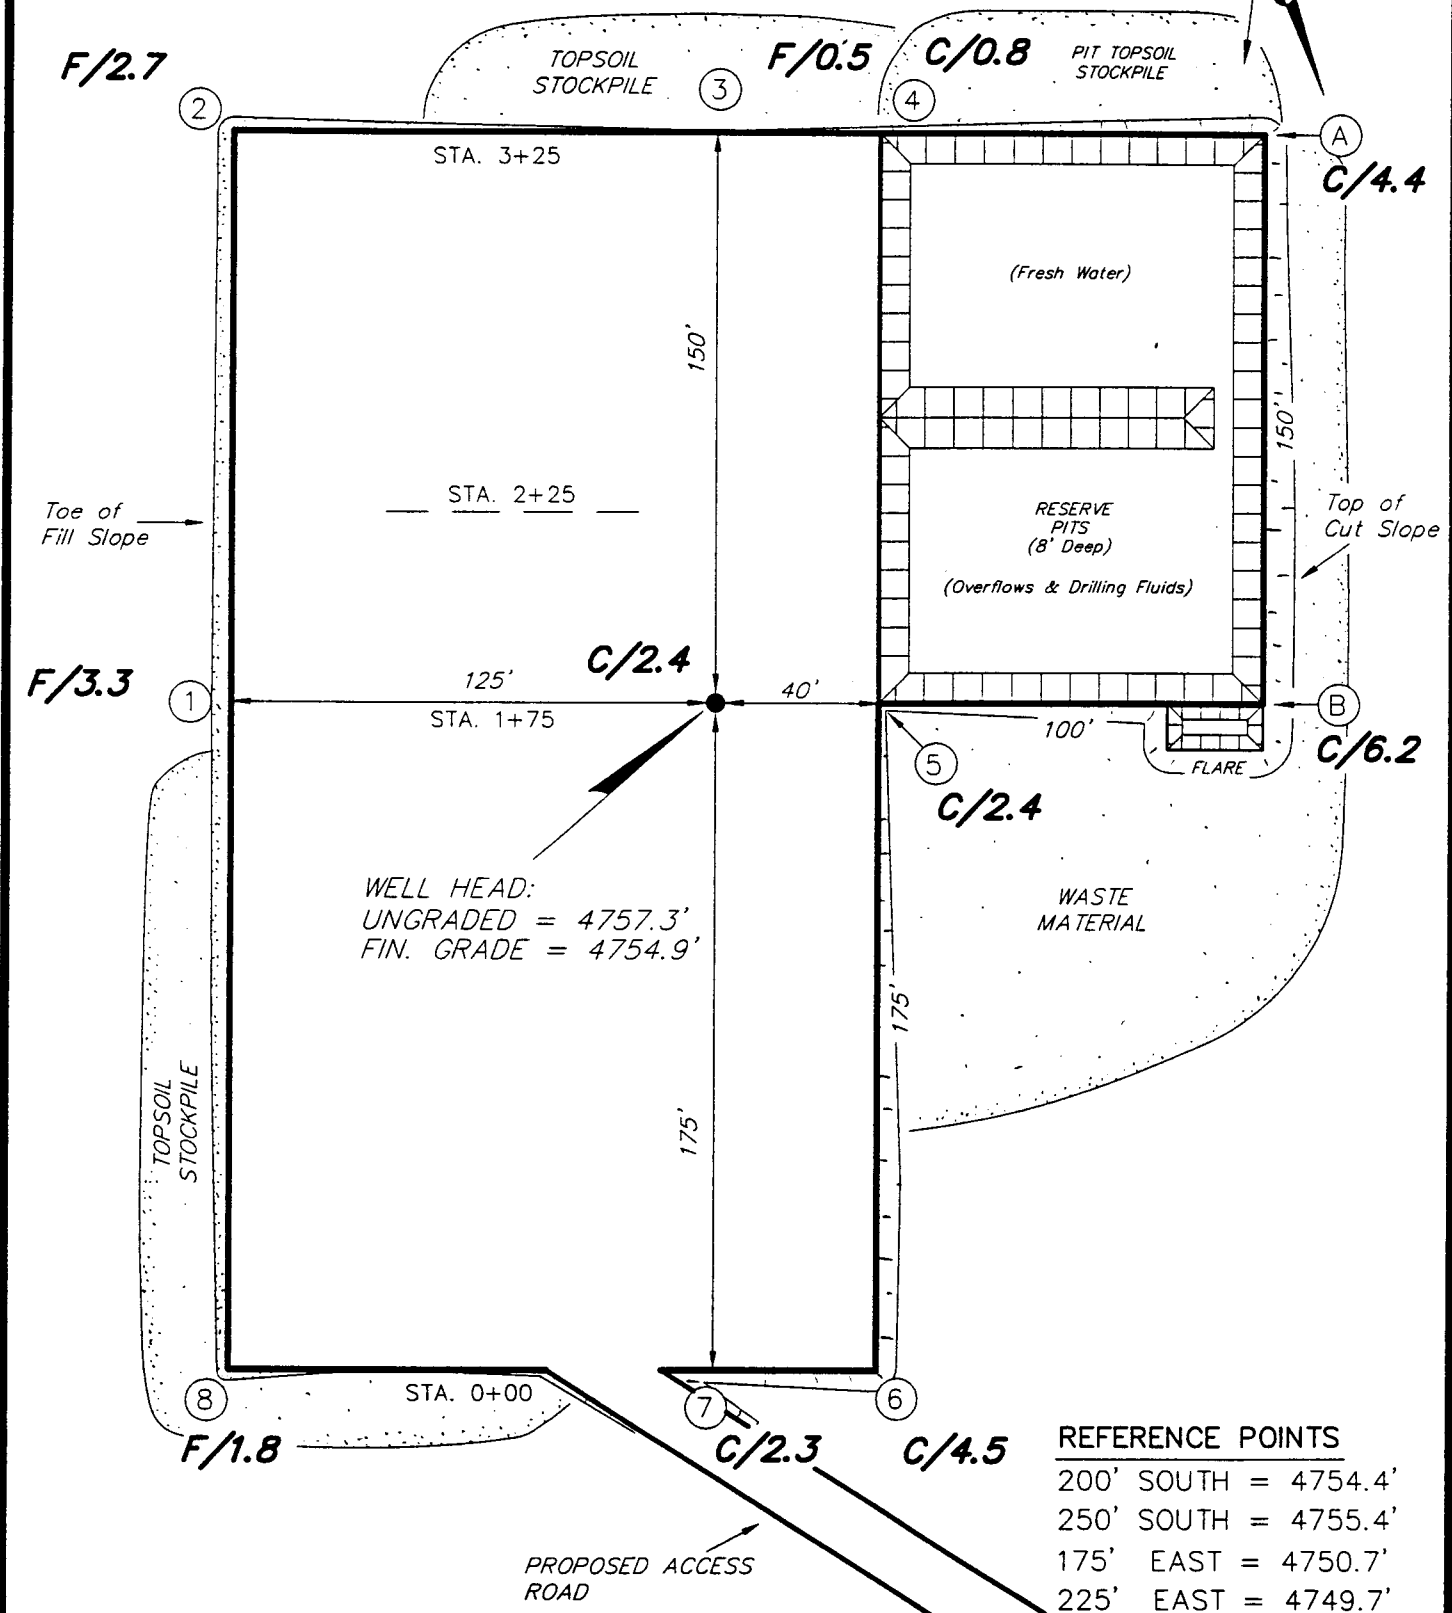 F/2.7
TOPSOIL
STOCKPILE
F/0.5
C/0.8
PIT TOPSOIL
STOCKPILE
2
3
4
A
STA. 3+25
C/4.4
(Fresh Water)
150'
150'
STA. 2+25
Toe of
Fill Slope
RESERVE
PITS
(8' Deep)
(Overflows & Drilling Fluids)
Top of
Cut Slope
F/3.3
1
125'
C/2.4
40'
STA. 1+75
100'
B
5
FLARE
C/6.2
C/2.4
WELL HEAD:
UNGRADED = 4757.3'
FIN. GRADE = 4754.9'
WASTE
MATERIAL
175'
175'
TOPSOIL
STOCKPILE
8
STA. 0+00
7
6
F/1.8
C/2.3
C/4.5
REFERENCE POINTS
200' SOUTH = 4754.4'
250' SOUTH = 4755.4'
175' EAST = 4750.7'
225' EAST = 4749.7'
PROPOSED ACCESS
ROAD